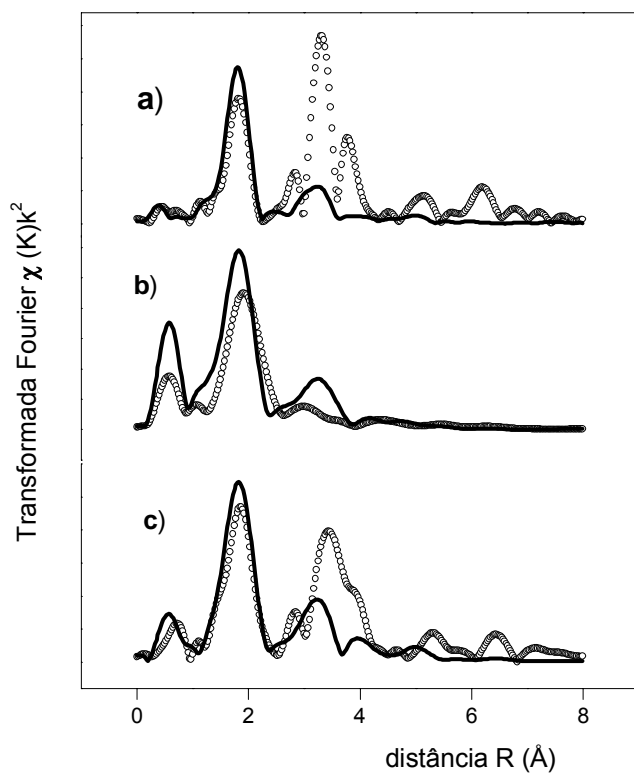 Transformada Fourier χ (K)k²
a)
b)
c)
0 2 4 6 8
distância R (Å)